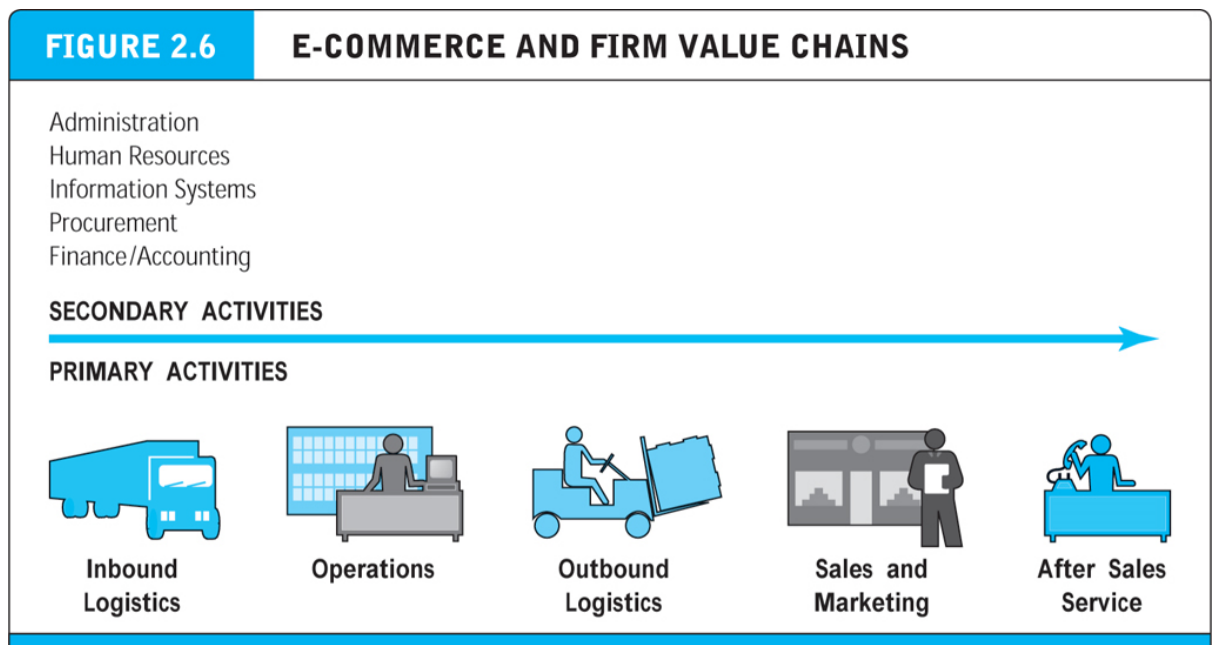 FIGURE 2.6
E-COMMERCE AND FIRM VALUE CHAINS
Administration
Human Resources
Information Systems
Procurement
Finance/Accounting
SECONDARY ACTIVITIES
PRIMARY ACTIVITIES
Inbound
Logistics
Operations
Outbound
Logistics
Sales and
Marketing
After Sales
Service